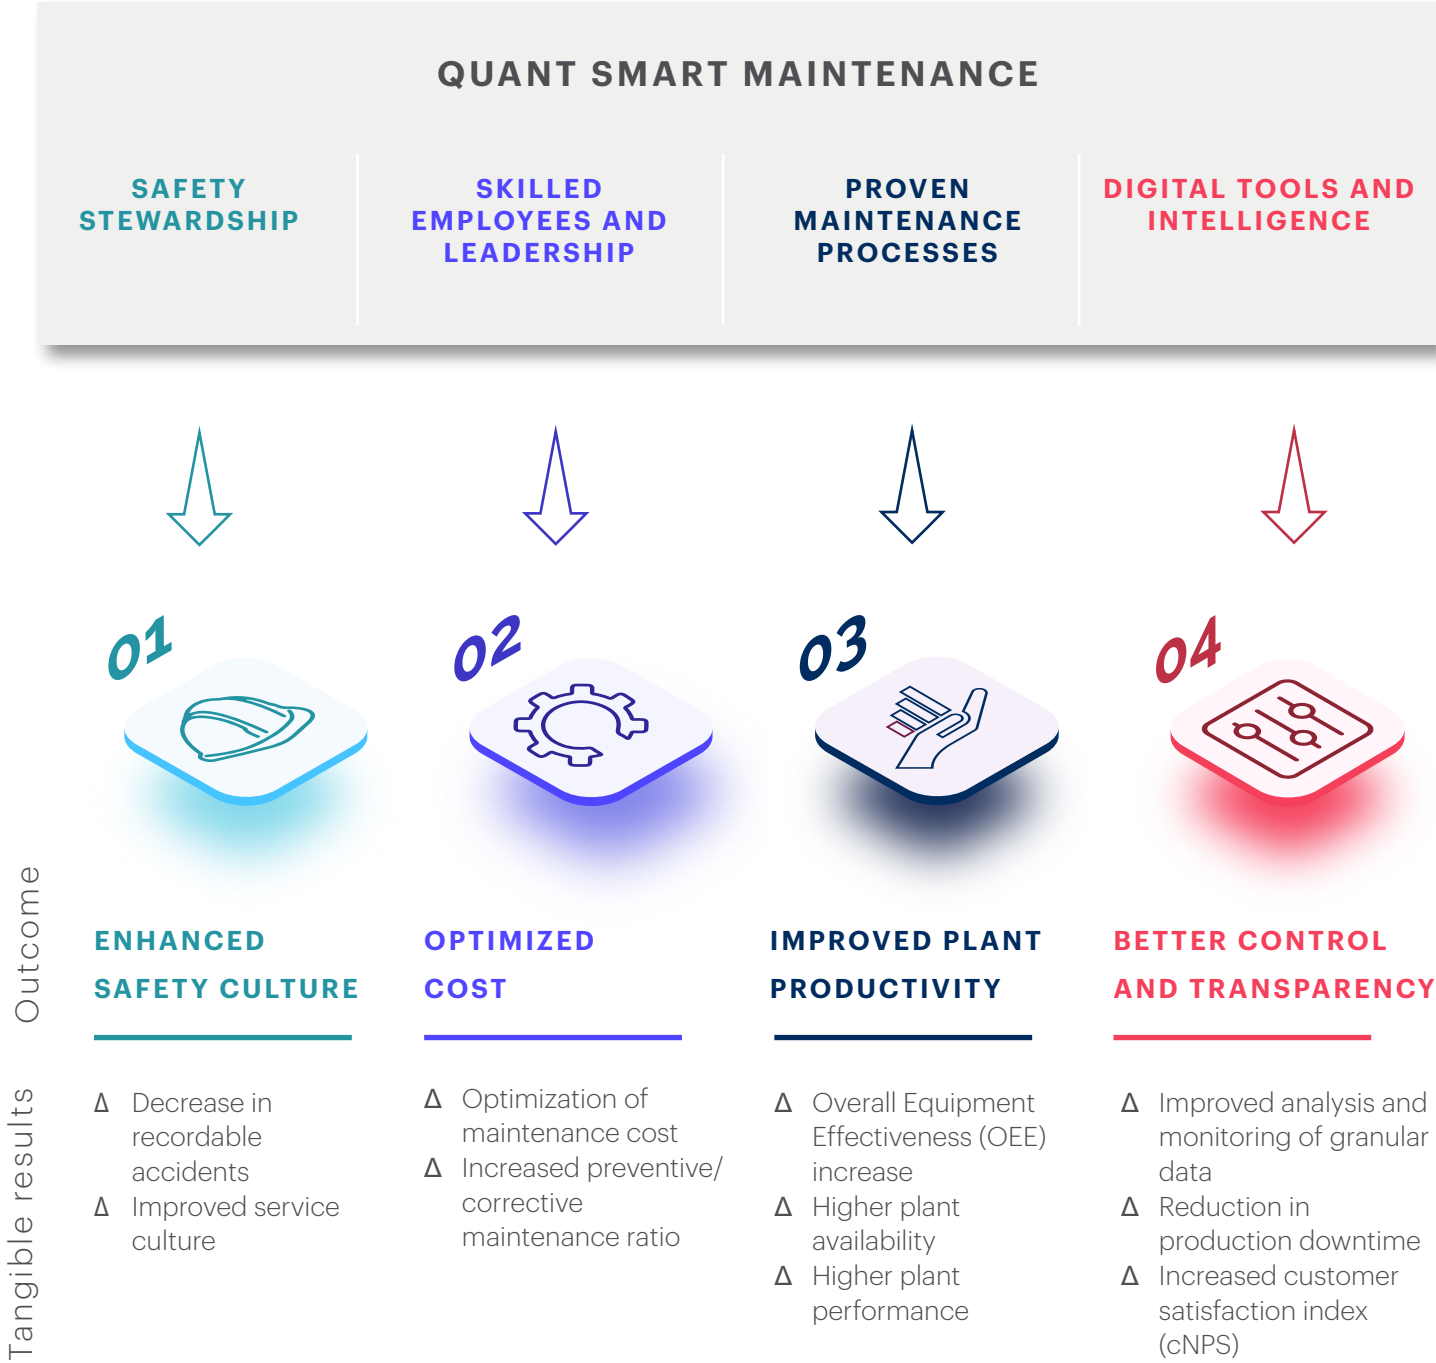 QUANT SMART MAINTENANCE
SAFETY
STEWARDSHIP
SKILLED
EMPLOYEES AND
LEADERSHIP
PROVEN
MAINTENANCE
PROCESSES
DIGITAL TOOLS AND
INTELLIGENCE
01
02
03
04
Outcome
ENHANCED
SAFETY CULTURE
OPTIMIZED
COST
IMPROVED PLANT
PRODUCTIVITY
BETTER CONTROL
AND TRANSPARENCY
Tangible results
Δ Decrease in
recordable
accidents
Δ Improved service
culture
Δ Optimization of
maintenance cost
Δ Increased preventive/
corrective
maintenance ratio
Δ Overall Equipment
Effectiveness (OEE)
increase
Δ Higher plant
availability
Δ Higher plant
performance
Δ Improved analysis and
monitoring of granular
data
Δ Reduction in
production downtime
Δ Increased customer
satisfaction index
(cNPS)